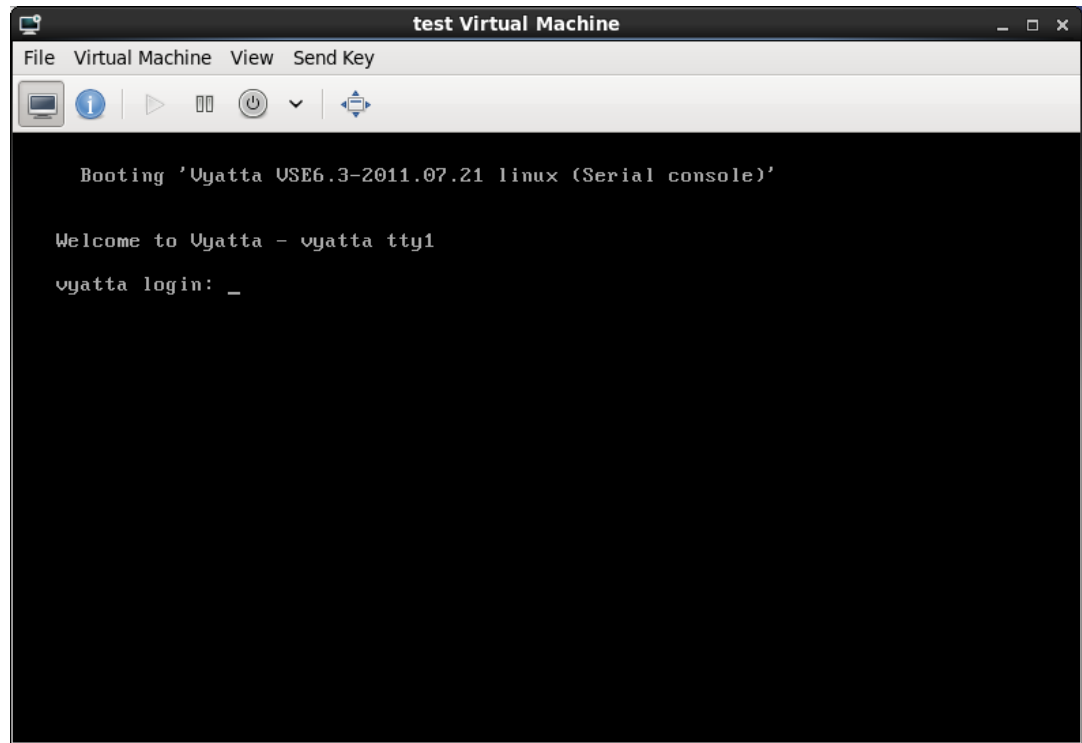 test Virtual Machine
File Virtual Machine View Send Key
Booting 'Vyatta VSE6.3-2011.07.21 linux (Serial console)'
Welcome to Vyatta - vyatta tty1
vyatta login: _